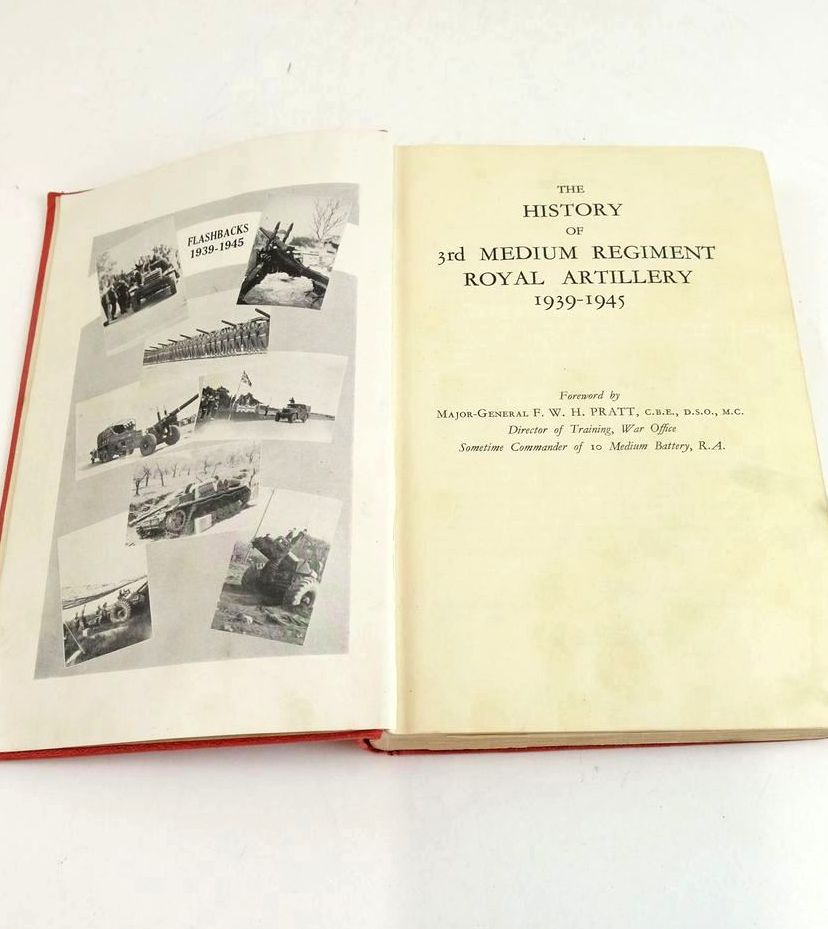 FLASHBACKS
1939-1945
THE
HISTORY
OF
3rd MEDIUM REGIMENT
ROYAL ARTILLERY
1939-1945
Foreword by
MAJOR-GENERAL F. W. H. PRATT, C.B.E., D.S.O., M.C.
Director of Training, War Office
Sometime Commander of 10 Medium Battery, R.A.